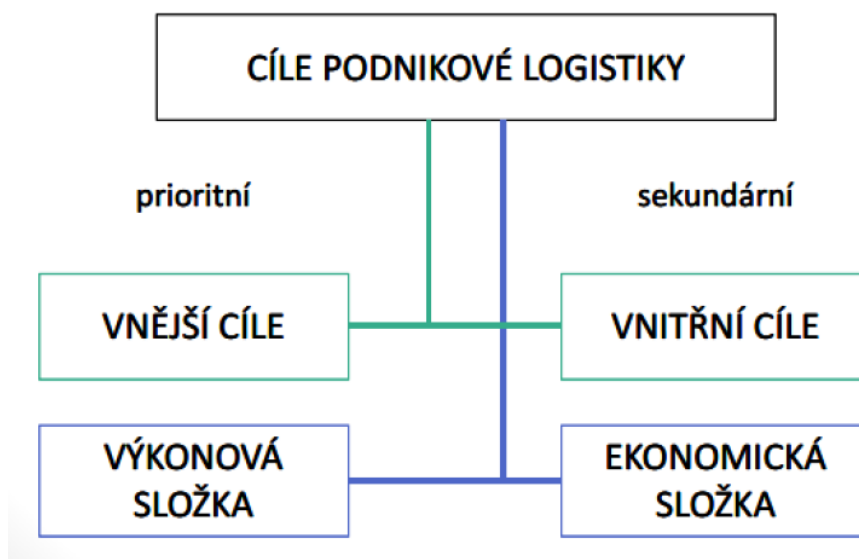 CÍLE PODNIKOVÉ LOGISTIKY
prioritní
sekundární
VNĚJŠÍ CÍLE
VNITŘNÍ CÍLE
VÝKONOVÁ
SLOŽKA
EKONOMICKÁ
SLOŽKA